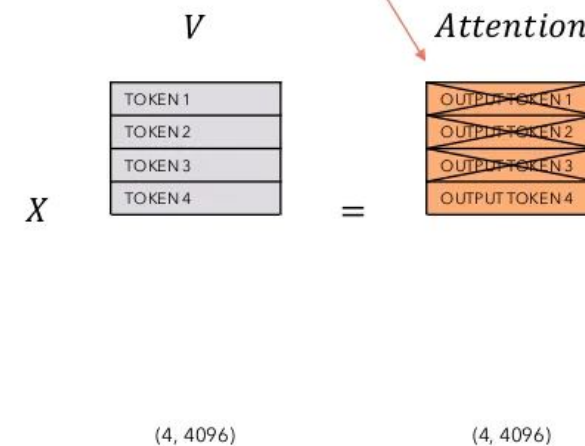 V
Attention
TOKEN 1
TOKEN 2
TOKEN 3
TOKEN 4
X
=
OUTPUT TOKEN 1
OUTPUT TOKEN 2
OUTPUT TOKEN 3
OUTPUT TOKEN 4
(4, 4096)
(4, 4096)